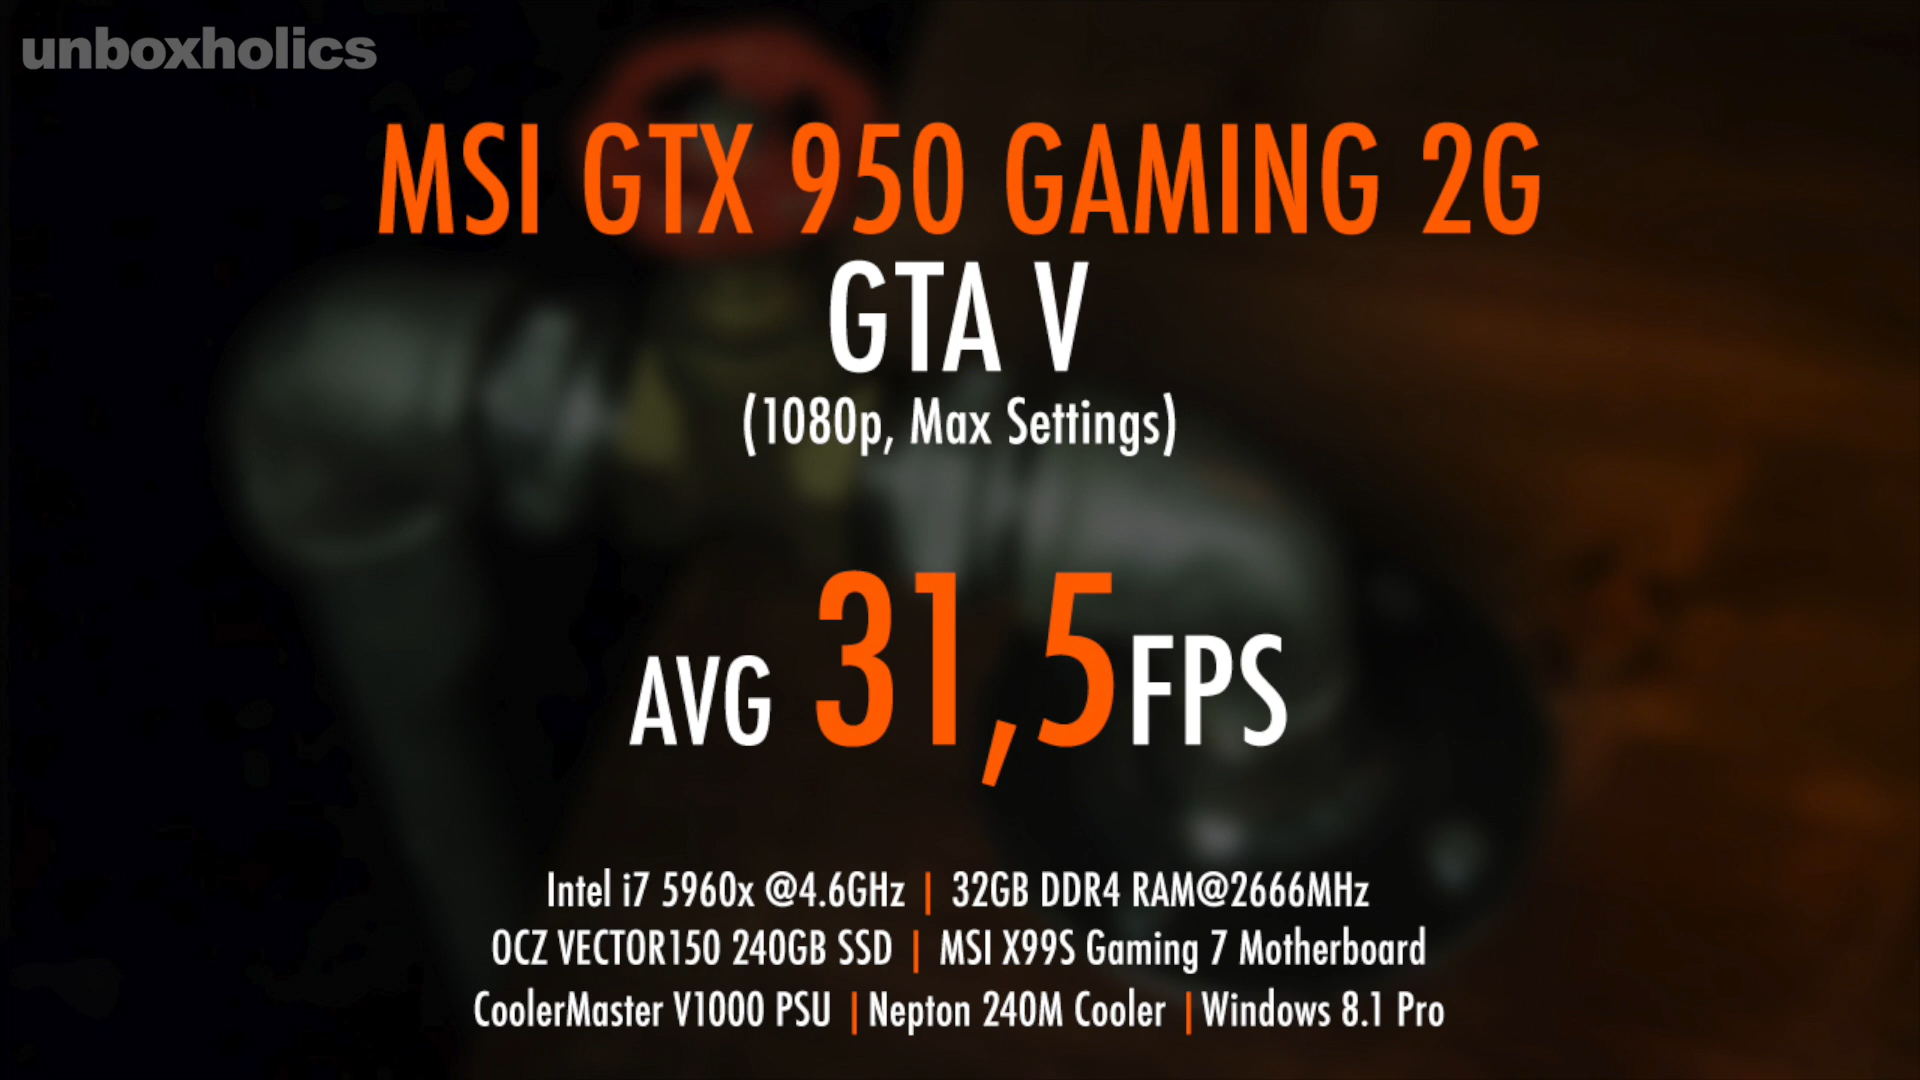 unboxholics
MSI GTX 950 GAMING 2G
GTA V
(1080p, Max Settings)
AVG 31,5FPS
Intel i7 5960x @4.6GHz | 32GB DDR4 RAM@2666MHz
OCZ VECTOR150 240GB SSD | MSI X99S Gaming 7 Motherboard
CoolerMaster V1000 PSU | Nepton 240M Cooler | Windows 8.1 Pro